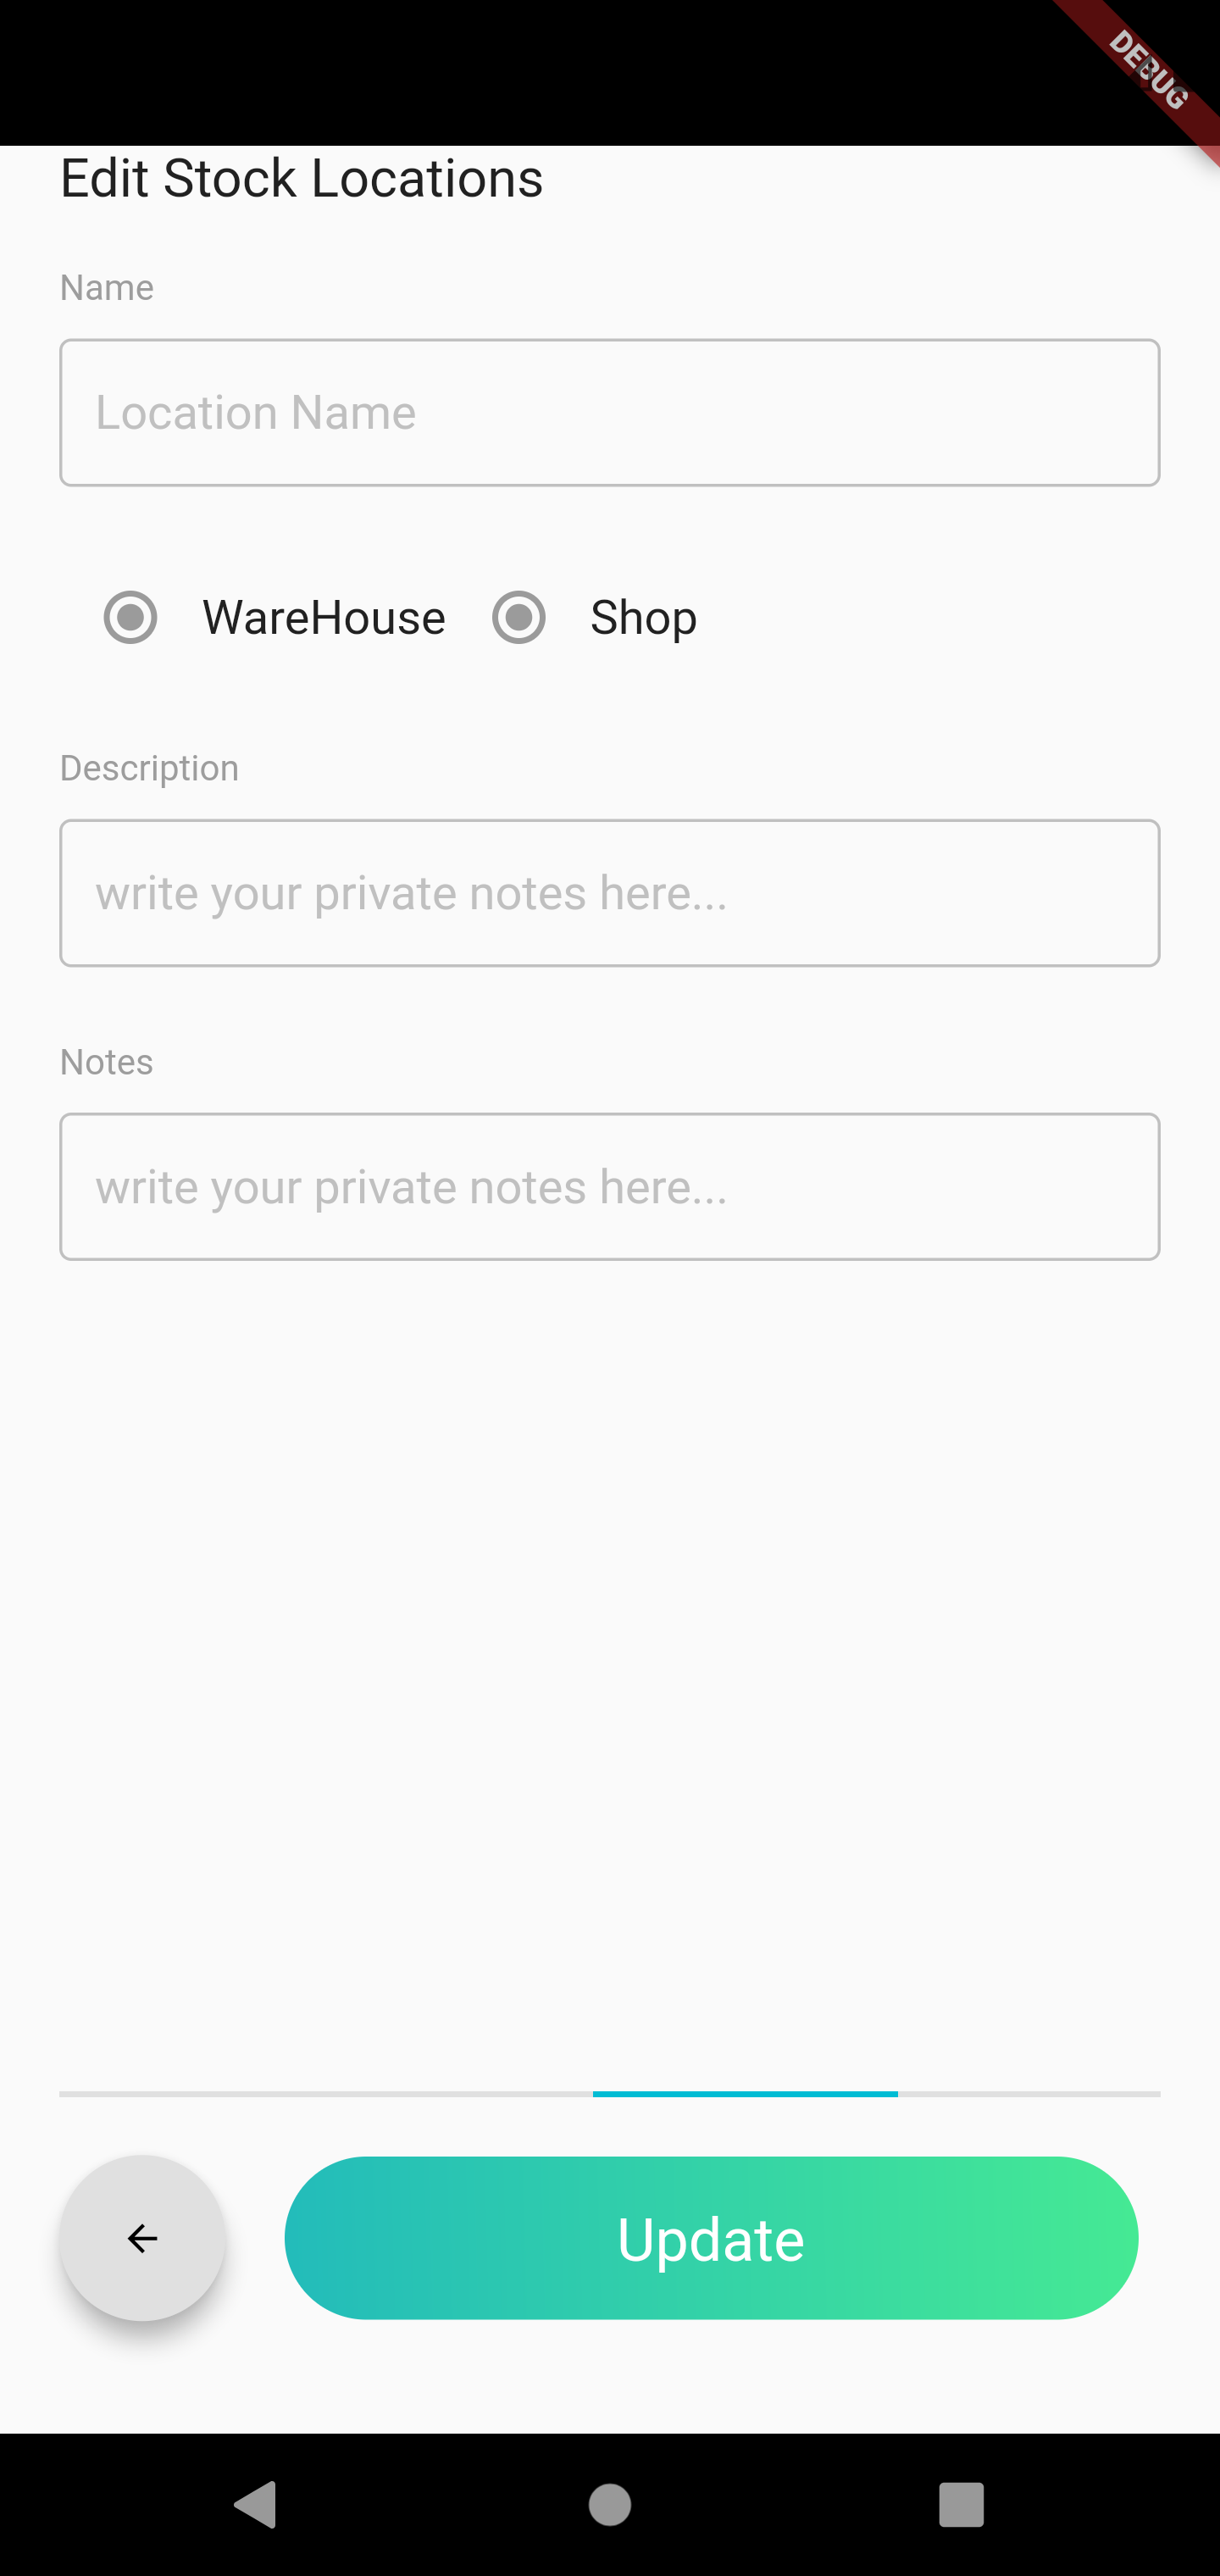 DEBUG
Edit Stock Locations
Name
Location Name
WareHouse Shop
Description
write your private notes here...
Notes
write your private notes here...
Update